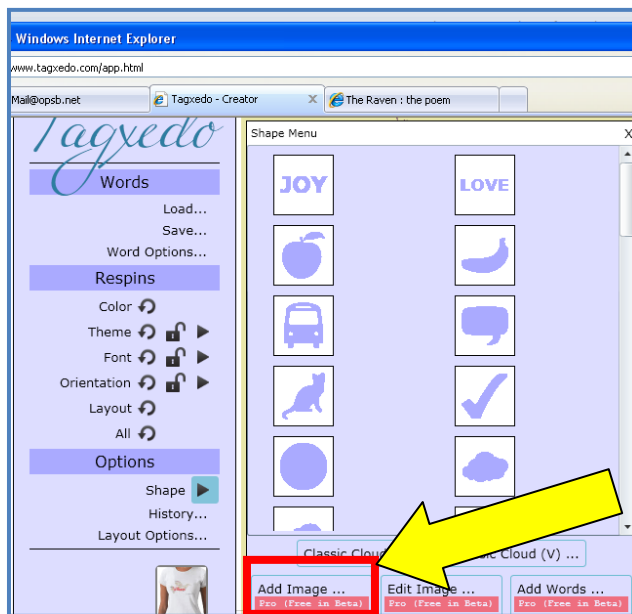 Windows Internet Explorer
www.tagxedo.com/app.html
Mail@opsb.net
Tagxedo - Creator X
The Raven : the poem
Tagxedo
Shape Menu X
Words
JOY
LOVE
Load...
Save...
Word Options...
Respins
Color
Theme
Font
Orientation
Layout
All
Options
Shape
History...
Layout Options...
Classic
Cloud (V) ...
Add Image ...
Pro (Free in Beta)
Edit Image ...
Pro (Free in Beta)
Add Words ...
Pro (Free in Beta)